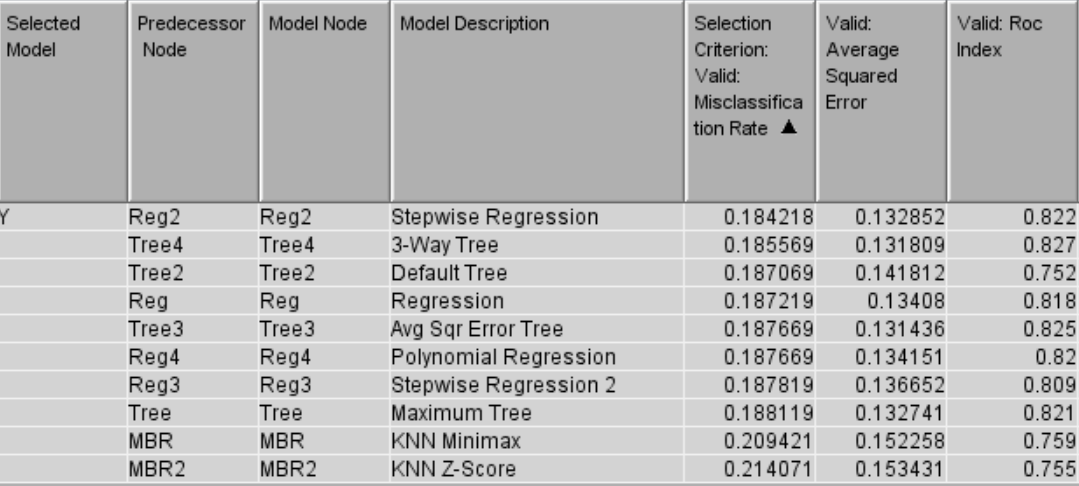 Selected Model Predecessor Node Model Node Model Description Selection Criterion: Valid: Misclassification Rate ▲ Valid: Average Squared Error Valid: Roc Index
Y Reg2 Reg2 Stepwise Regression 0.184218 0.132852 0.822
Tree4 Tree4 3-Way Tree 0.185569 0.131809 0.827
Tree2 Tree2 Default Tree 0.187069 0.141812 0.752
Reg Reg Regression 0.187219 0.13408 0.818
Tree3 Tree3 Avg Sqr Error Tree 0.187669 0.131436 0.825
Reg4 Reg4 Polynomial Regression 0.187669 0.134151 0.82
Reg3 Reg3 Stepwise Regression 2 0.187819 0.136652 0.809
Tree Tree Maximum Tree 0.188119 0.132741 0.821
MBR MBR KNN Minimax 0.209421 0.152258 0.759
MBR2 MBR2 KNN Z-Score 0.214071 0.153431 0.755